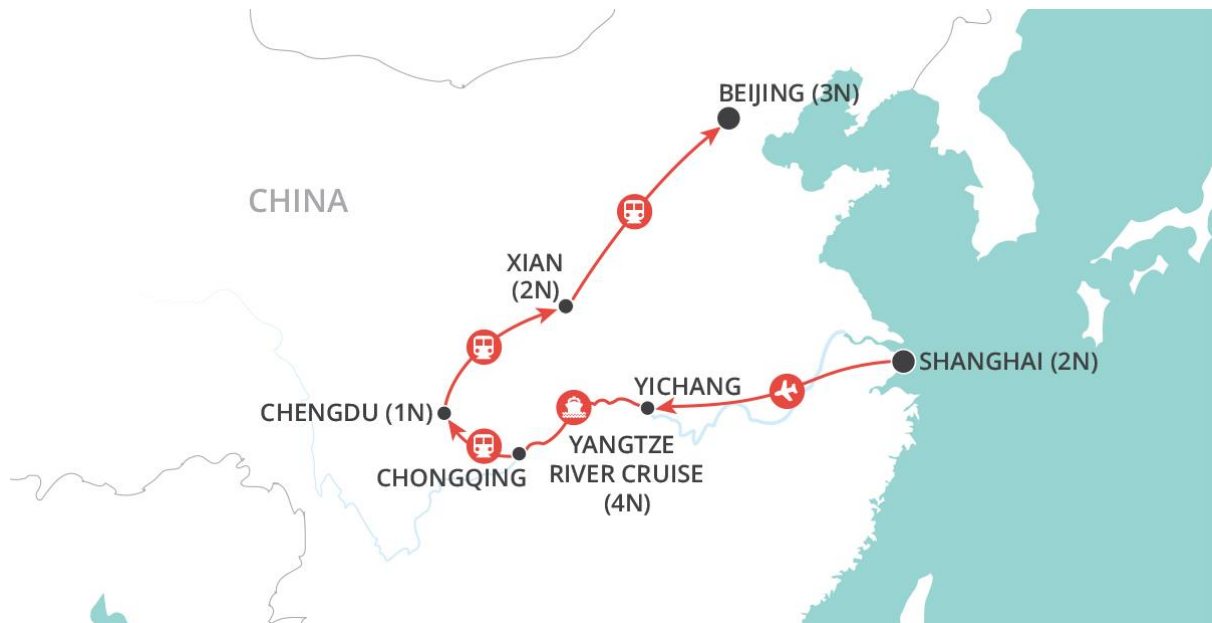 BEIJING (3N)
CHINA
XIAN
(2N)
SHANGHAI (2N)
YICHANG
CHENGDU (1N)
YANGTZE
RIVER CRUISE
(4N)
CHONGQING